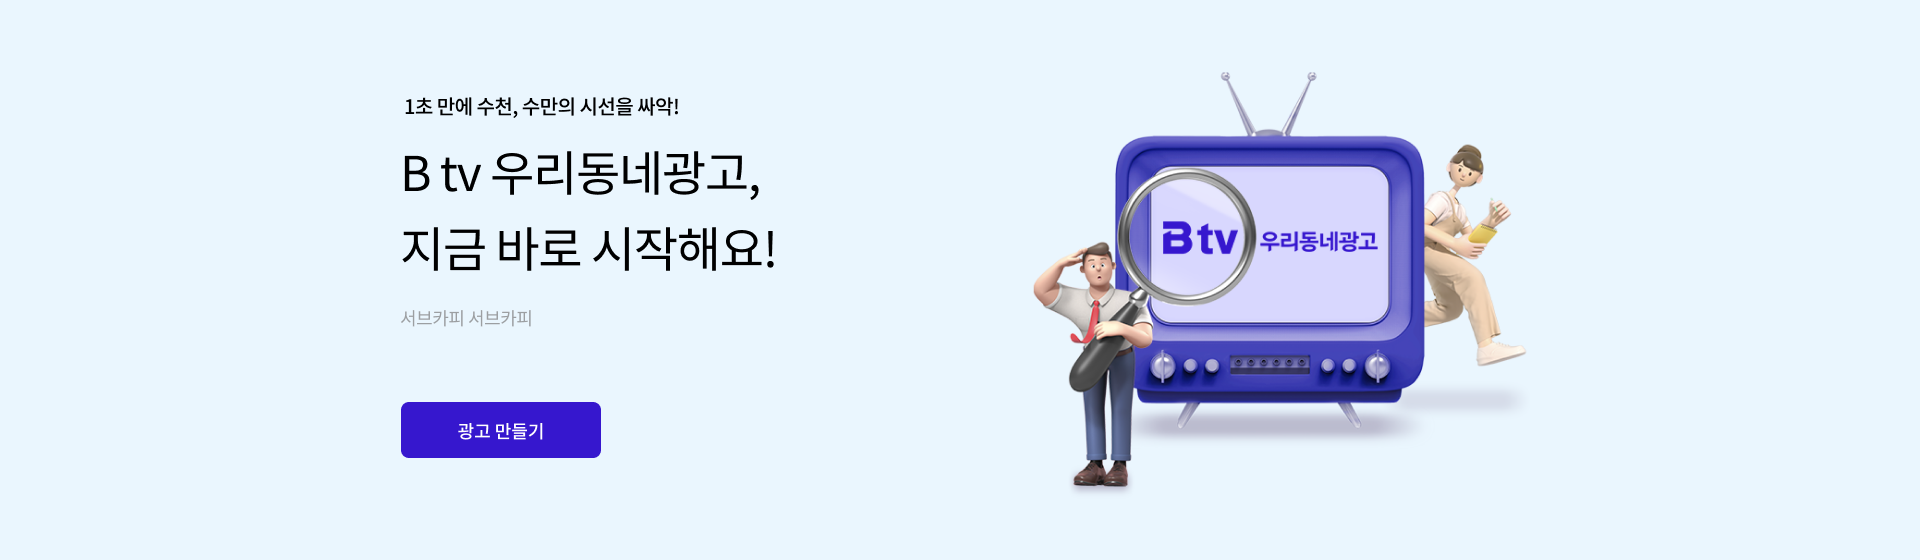 1초 만에 수천, 수만의 시선을 싸악!
B tv 우리동네광고,
지금 바로 시작해요!
서브카피 서브카피
광고 만들기
B tv 우리동네광고